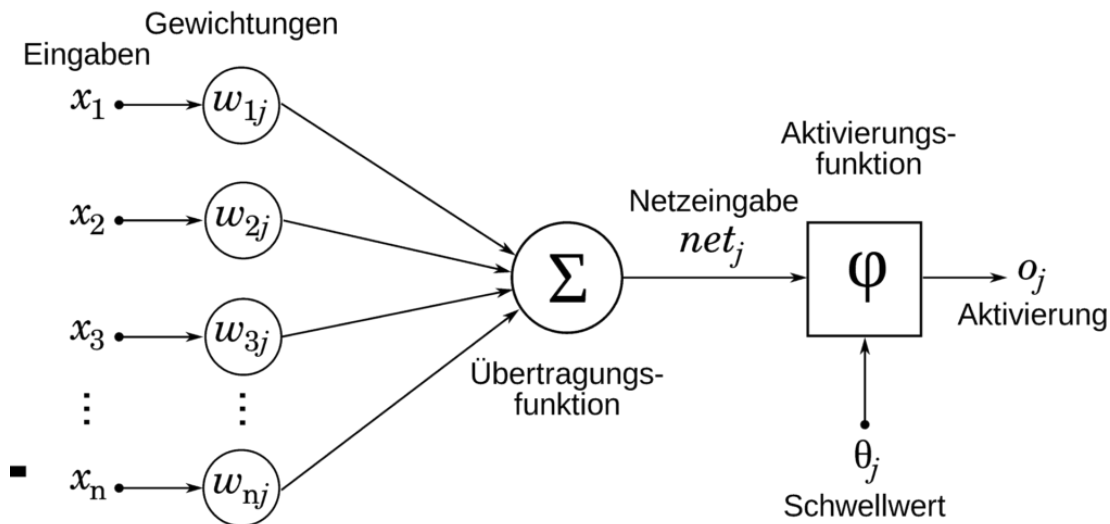 Gewichtungen
Eingaben
x₁
w₁ⱼ
x₂
w₂ⱼ
x₃
w₃ⱼ
⋮
⋮
xₙ
wₙⱼ
Σ
Übertragungs-
funktion
Netzeingabe
netⱼ
Aktivierungs-
funktion
φ
oⱼ
Aktivierung
θⱼ
Schwellwert